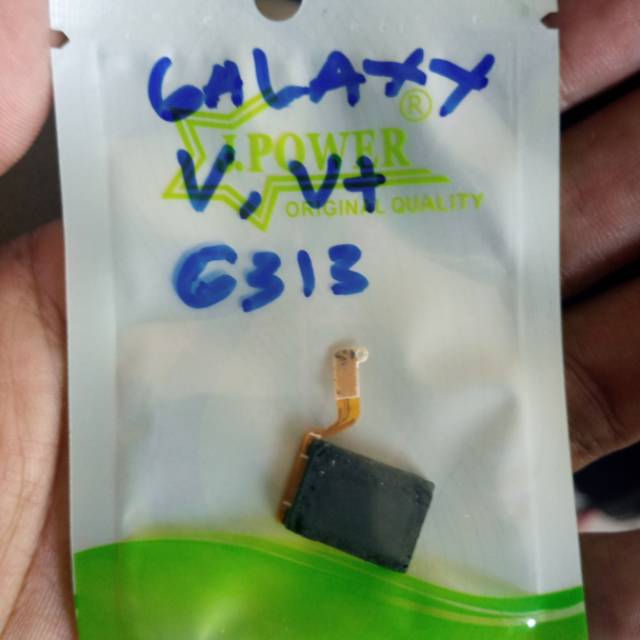 GALAXY
®
I.POWER
V, V+
ORIGINAL QUALITY
G313